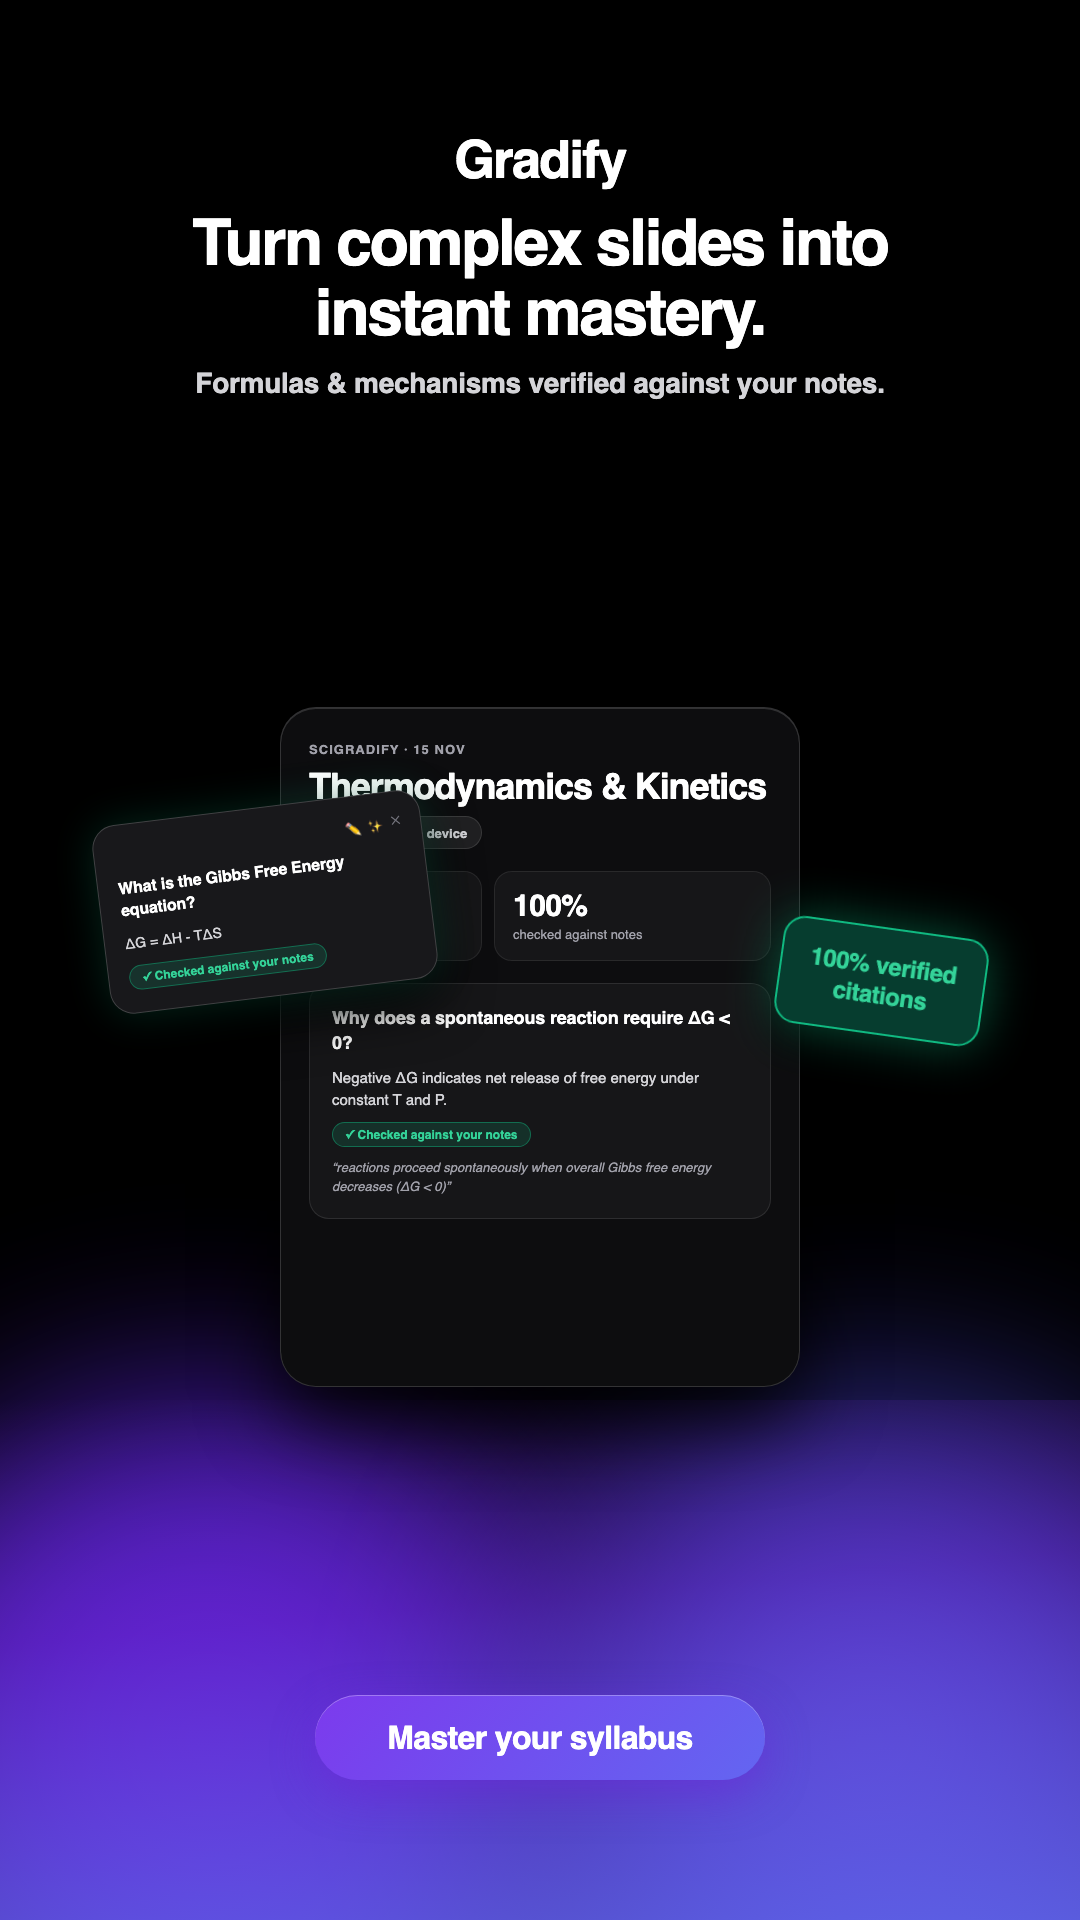 Gradify
Turn complex slides into
instant mastery.
Formulas & mechanisms verified against your notes.
SCIGRADIFY · 15 NOV
Thermodynamics & Kinetics
device
What is the Gibbs Free Energy
equation?
ΔG = ΔH - TΔS
✓ Checked against your notes
100%
checked against notes
100% verified
citations
Why does a spontaneous reaction require ΔG <
0?
Negative ΔG indicates net release of free energy under
constant T and P.
✓ Checked against your notes
“reactions proceed spontaneously when overall Gibbs free energy
decreases (ΔG < 0)”
Master your syllabus